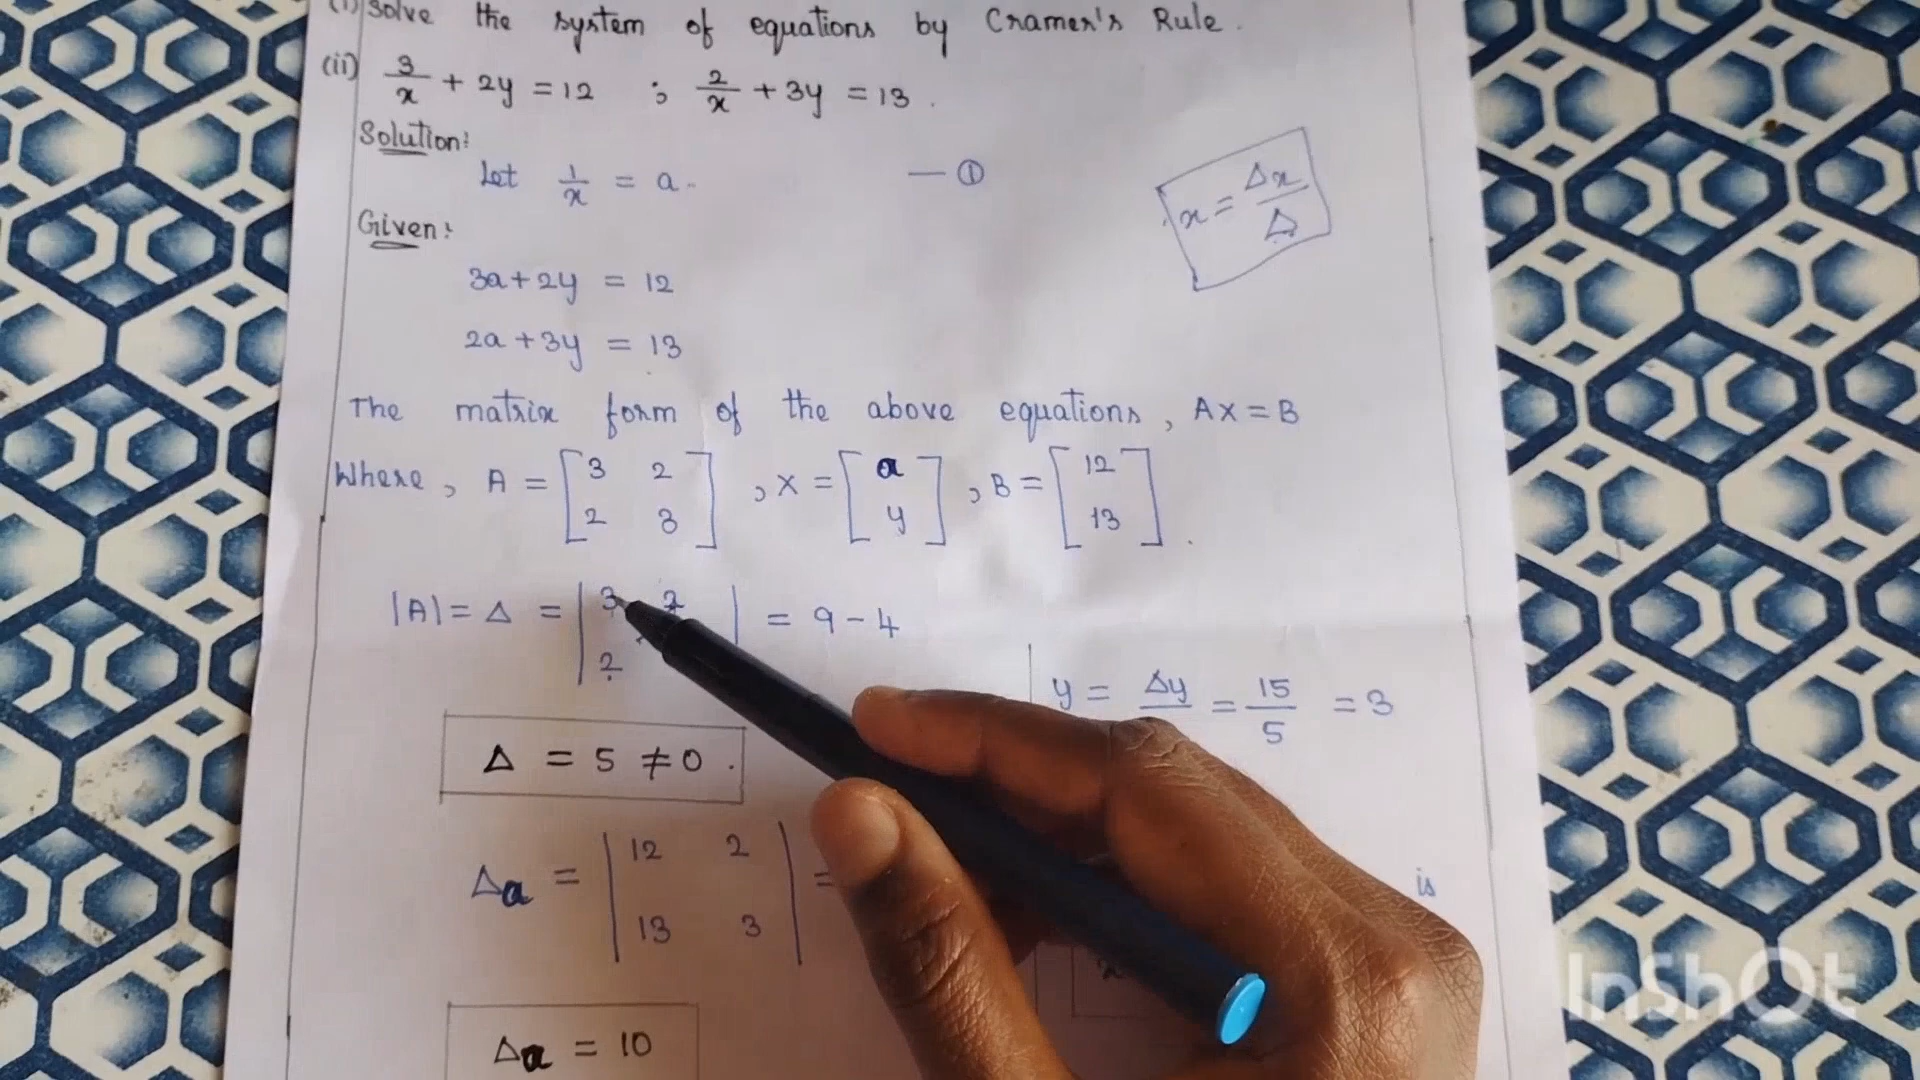 (i) Solve the system of equations by Cramer's Rule.
(ii) 3/x + 2y = 12 ; 2/x + 3y = 13.
Solution:
Let 1/x = a. — ①
x = Δx/Δ
Given:
3a + 2y = 12
2a + 3y = 13
The matrix form of the above equations, AX = B
Where, A = [3 2 2 3], X = [a y], B = [12 13].
|A| = Δ = |3 2 2 | = 9 - 4
y = Δy = 15/5 = 3
Δ = 5 ≠ 0.
Δa = |12 2 13 3| =
is
Δa = 10
InShOt